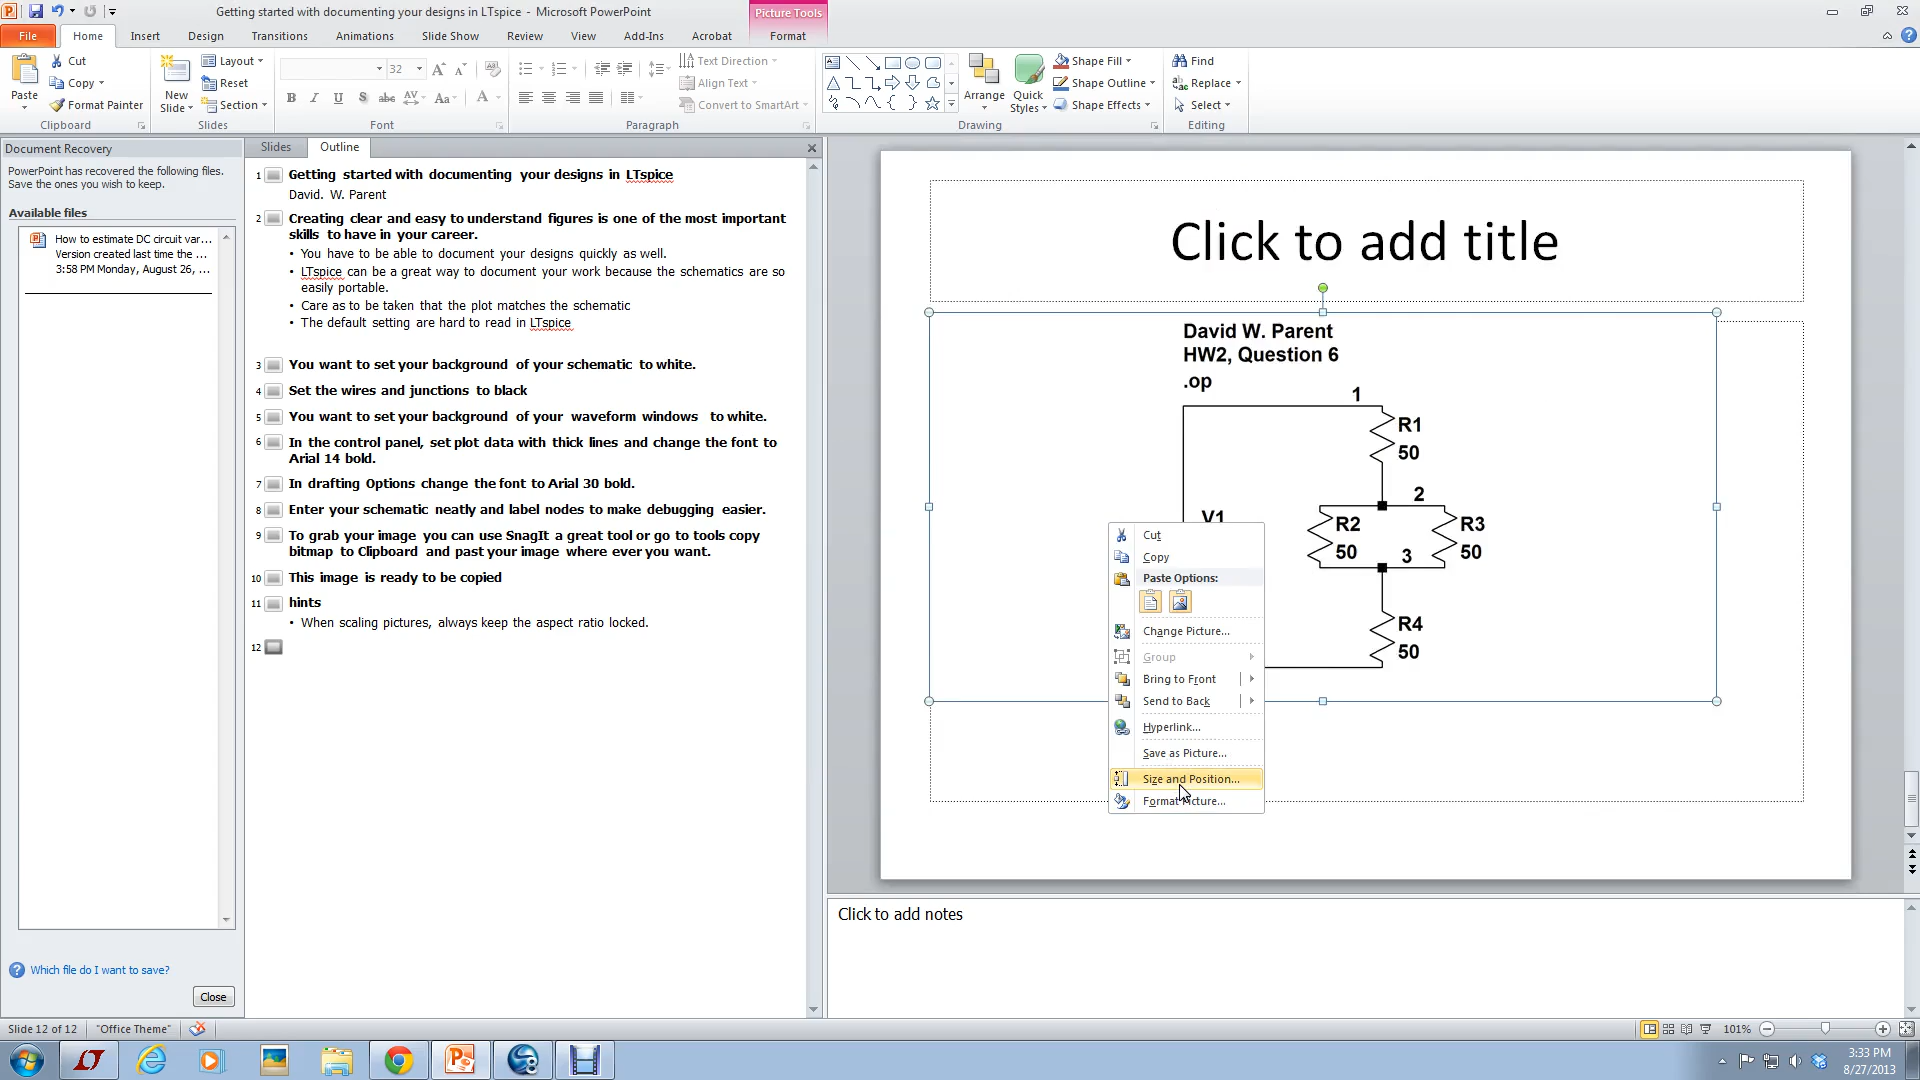 Getting started with documenting your designs in LTspice - Microsoft PowerPoint
Picture Tools
File
Home
Insert
Design
Transitions
Animations
Slide Show
Review
View
Add-Ins
Acrobat
Format
Paste
Cut
Copy
Format Painter
Clipboard
New Slide
Layout
Reset
Section
Slides
32
Font
Text Direction
Align Text
Convert to SmartArt
Paragraph
Arrange
Quick Styles
Shape Fill
Shape Outline
Shape Effects
Drawing
Find
Replace
Select
Editing
Document Recovery
PowerPoint has recovered the following files.
Save the ones you wish to keep.
Available files
How to estimate DC circuit var...
Version created last time the ...
3:58 PM Monday, August 26, ...
Which file do I want to save?
Close
Slides
Outline
1 Getting started with documenting your designs in LTspice
David. W. Parent
2 Creating clear and easy to understand figures is one of the most important
skills to have in your career.
• You have to be able to document your designs quickly as well.
• LTspice can be a great way to document your work because the schematics are so
easily portable.
• Care as to be taken that the plot matches the schematic
• The default setting are hard to read in LTspice
3 You want to set your background of your schematic to white.
4 Set the wires and junctions to black
5 You want to set your background of your waveform windows to white.
6 In the control panel, set plot data with thick lines and change the font to
Arial 14 bold.
7 In drafting Options change the font to Arial 30 bold.
8 Enter your schematic neatly and label nodes to make debugging easier.
9 To grab your image you can use SnagIt a great tool or go to tools copy
bitmap to Clipboard and past your image where ever you want.
10 This image is ready to be copied
11 hints
• When scaling pictures, always keep the aspect ratio locked.
12
Click to add title
David W. Parent
HW2, Question 6
.op
1
R1
50
2
V1
R2
50
R3
50
3
R4
50
Cut
Copy
Paste Options:
Change Picture...
Group
Bring to Front
Send to Back
Hyperlink...
Save as Picture...
Size and Position...
Format Picture...
Click to add notes
Slide 12 of 12
"Office Theme"
101%
3:33 PM
8/27/2013